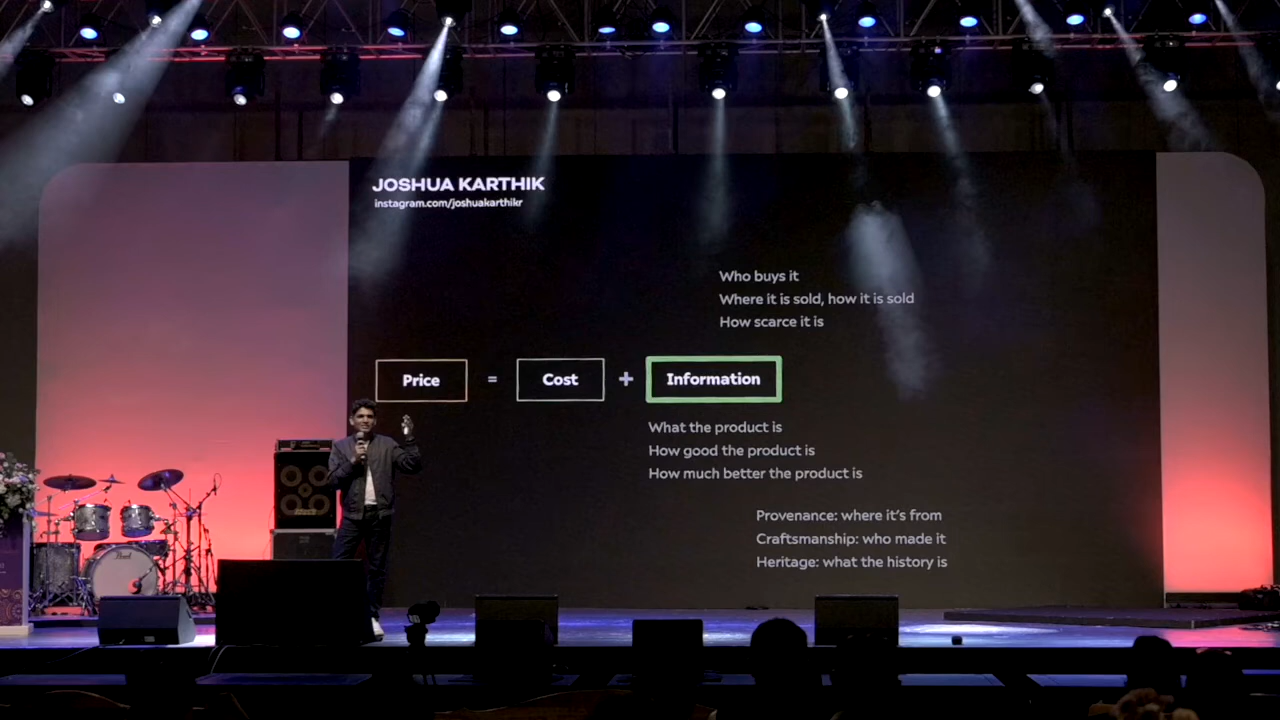 JOSHUA KARTHIK
instagram.com/joshuakarthikr
Who buys it
Where it is sold, how it is sold
How scarce it is
Price = Cost + Information
What the product is
How good the product is
How much better the product is
Provenance: where it's from
Craftsmanship: who made it
Heritage: what the history is
Pearl